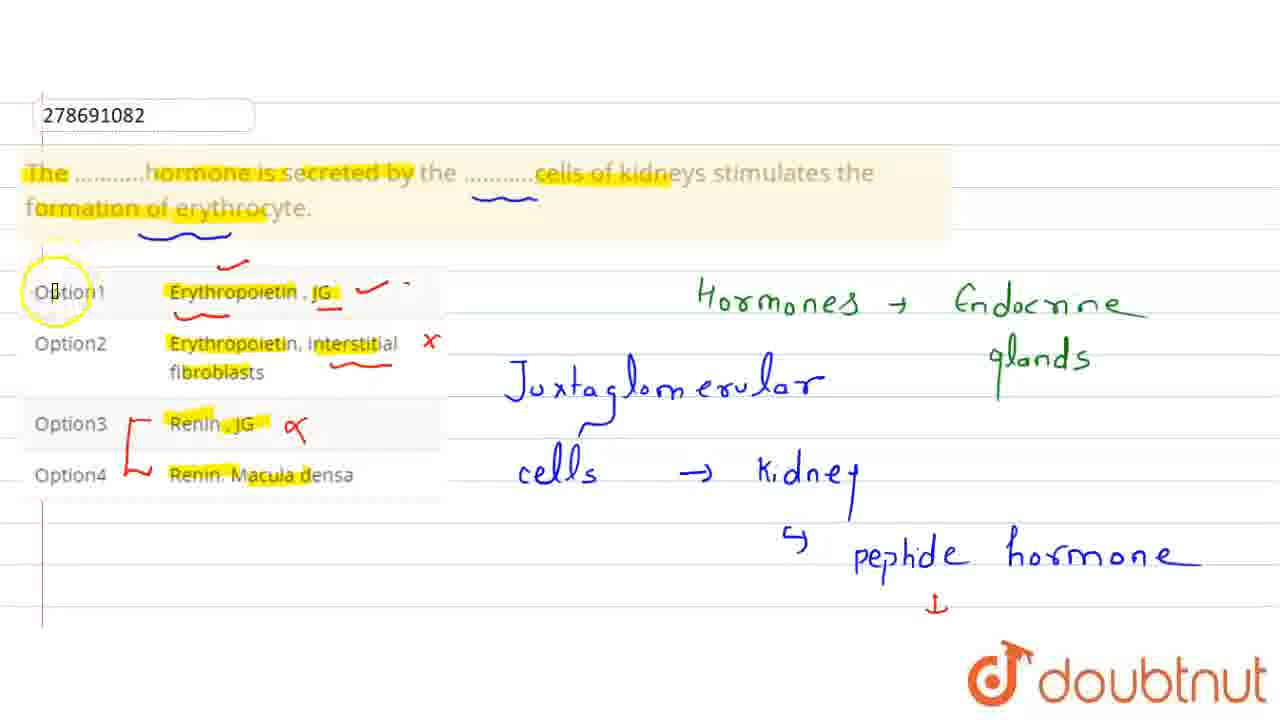 278691082
The ...........hormone is secreted by the ...........cells of kidneys stimulates the
formation of erythrocyte.
Option1 Erythropoietin , JG
Option2 Erythropoietin, Interstitial
fibroblasts
Option3 Renin , JG
Option4 Renin. Macula densa
Hormones → Endocrine
glands
Juxtaglomerular
cells → Kidney
↳ peptide hormone
↓
doubtnut